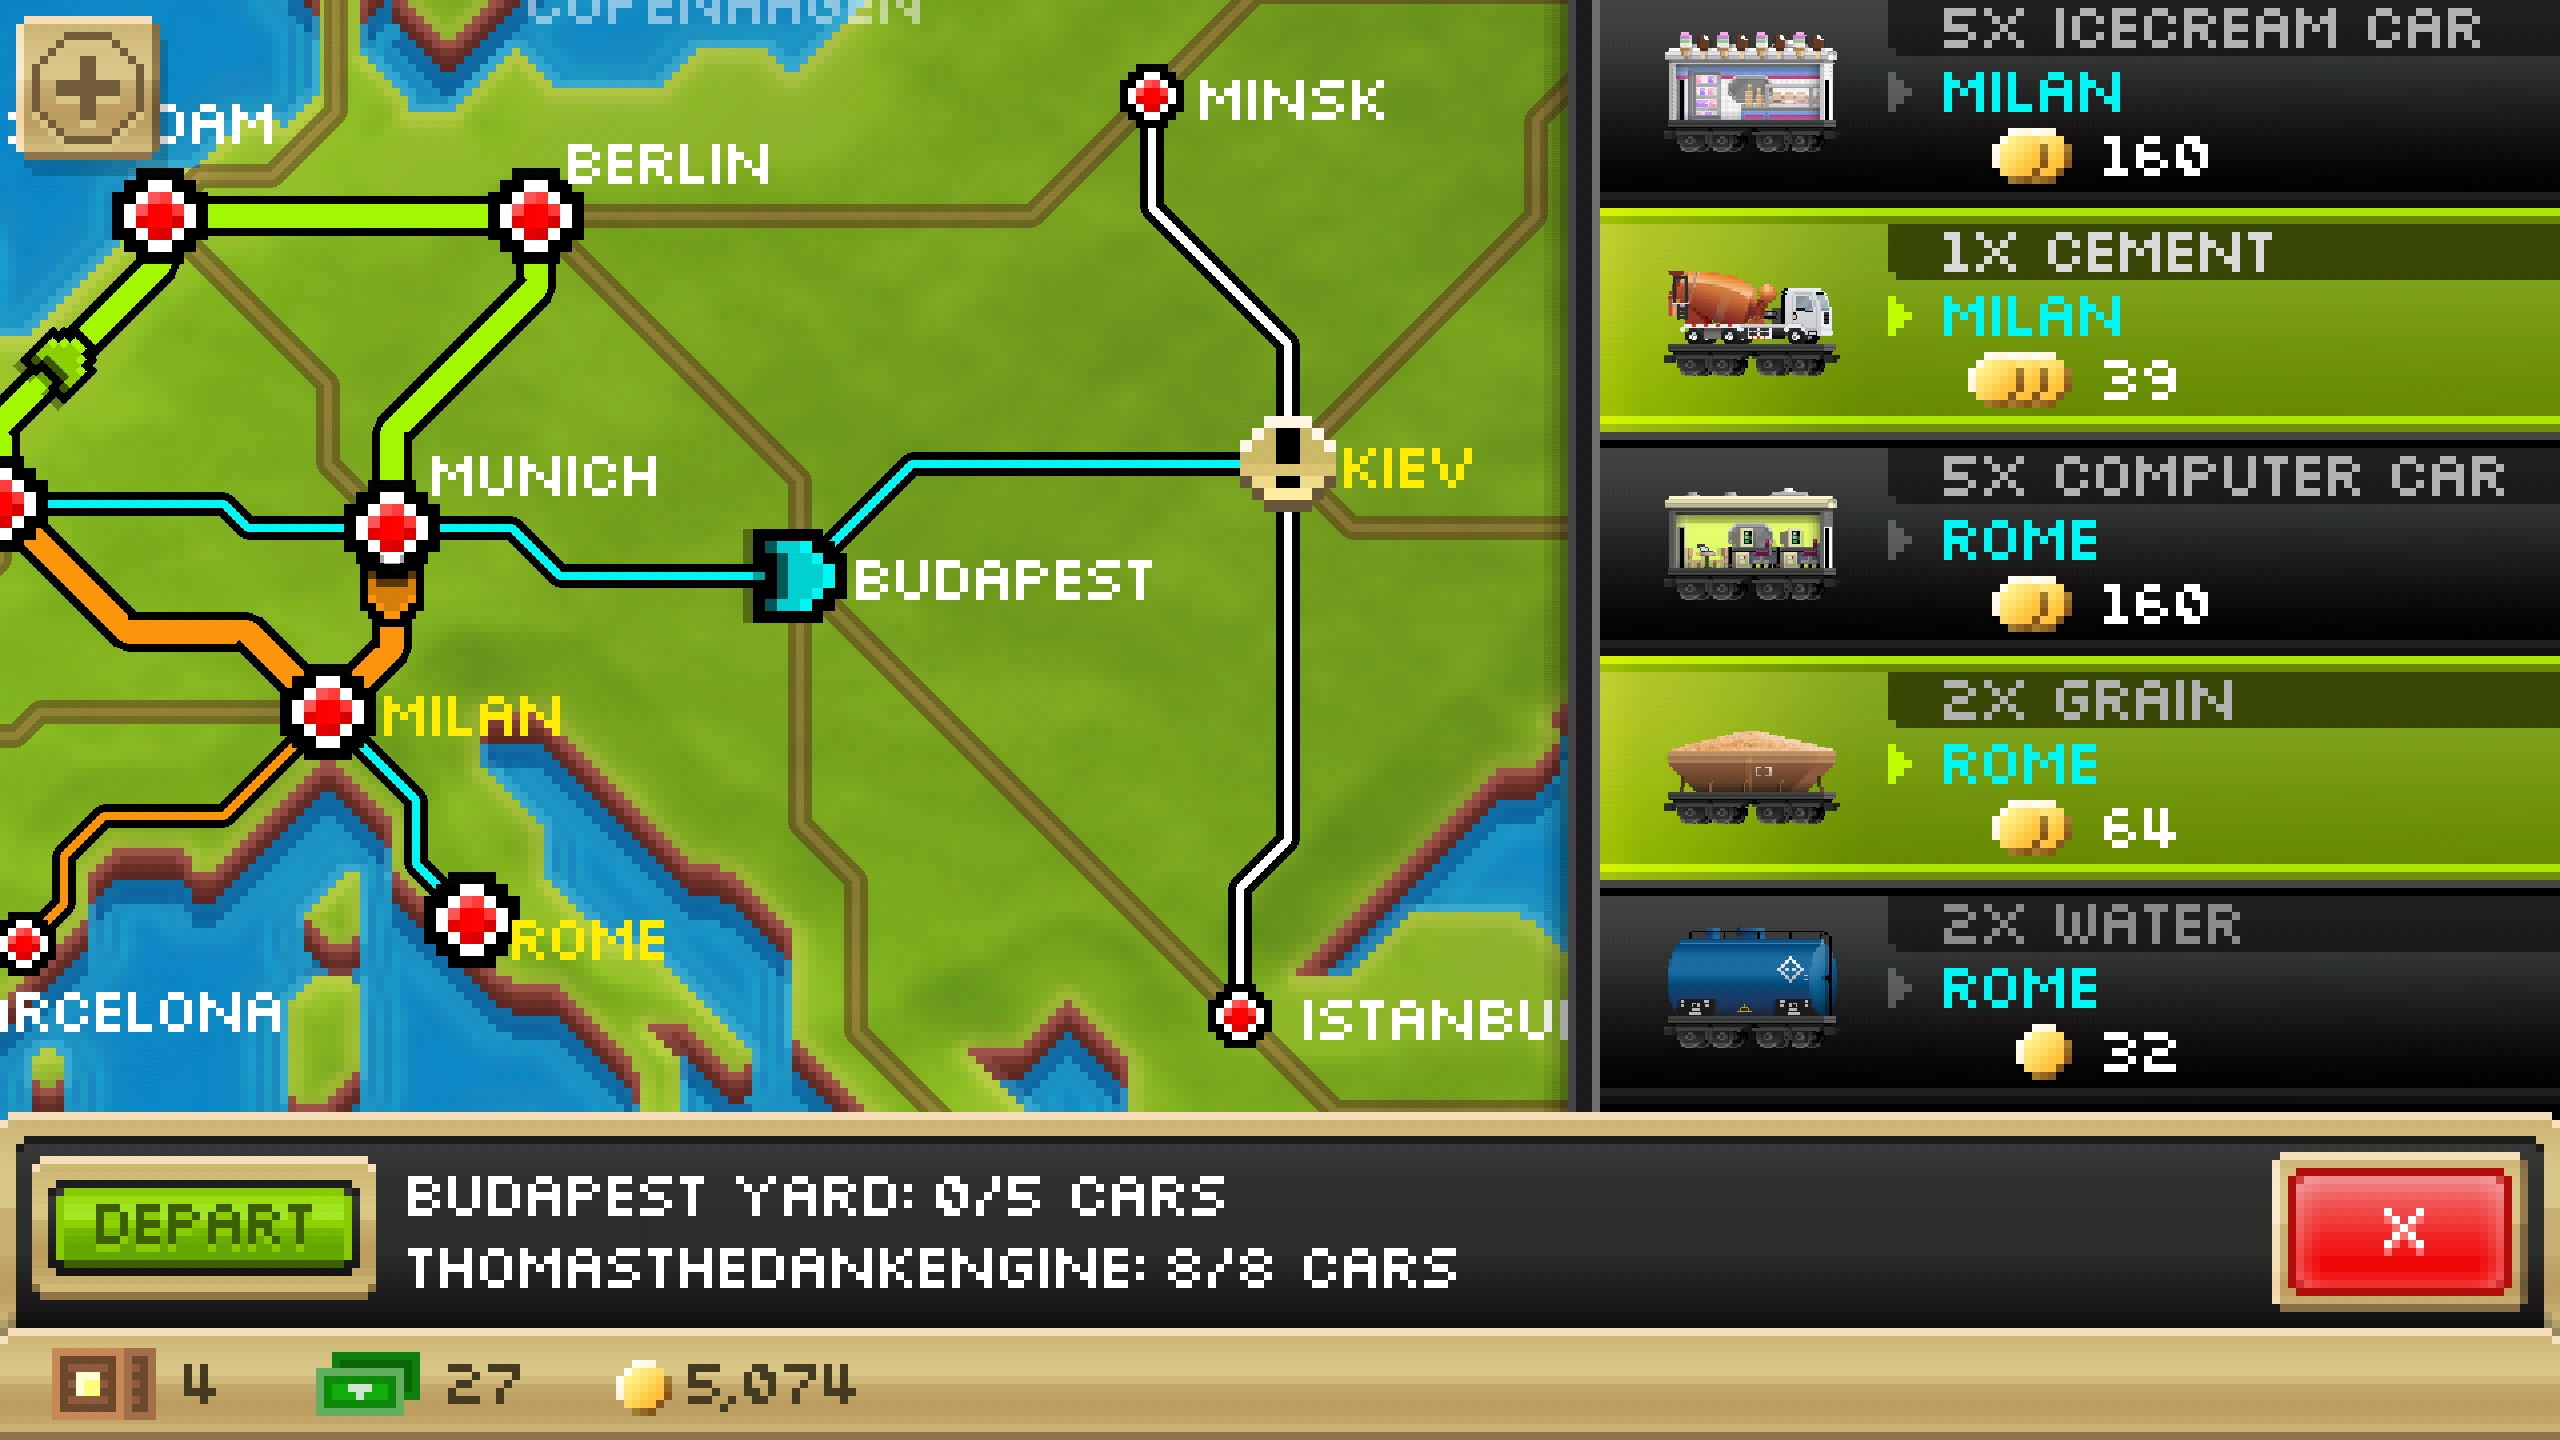 COPENHAGEN
DAM
MINSK
BERLIN
MUNICH
KIEV
BUDAPEST
MILAN
ROME
RCELONA
ISTANBU
5X ICECREAM CAR
MILAN
160
1X CEMENT
MILAN
39
5X COMPUTER CAR
ROME
160
2X GRAIN
ROME
64
2X WATER
ROME
32
DEPART
BUDAPEST YARD: 0/5 CARS
THOMASTHEDANKENGINE: 8/8 CARS
X
4
27
5,074